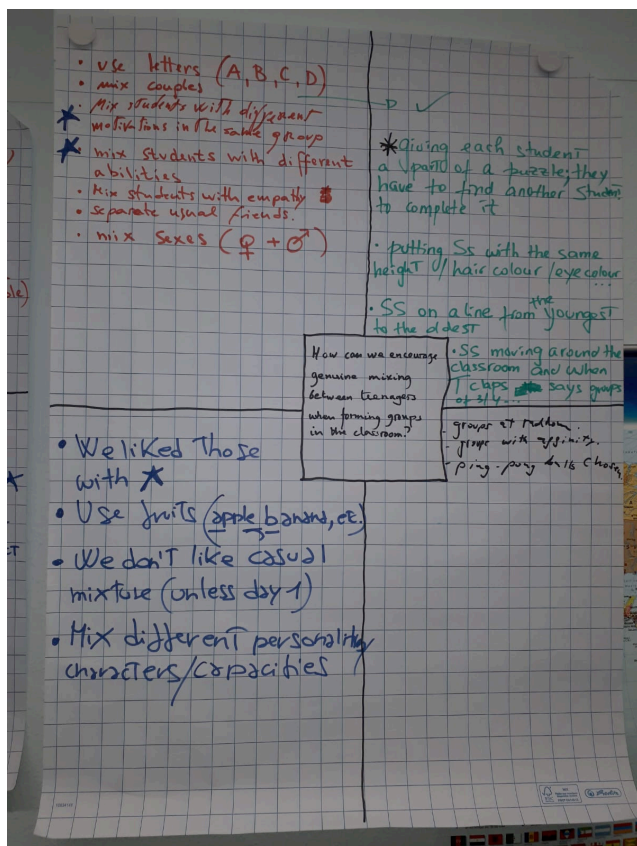 • use letters (A, B, C, D)
• mix couples
• Mix students with different
motivations in the same group
• mix students with different
abilities
• Mix students with empathy
• separate usual friends.
• mix sexes (♀ + ♂)
D ✓
* giving each student
a part of a puzzle; they
have to find another student
to complete it
• putting Ss with the same
height / hair colour / eye colour
...
• SS on a line from the youngest
to the oldest
• SS moving around the
classroom and when
T claps says groups
of 3/4...
How can we encourage
genuine mixing
between teenagers
when forming groups
in the classroom?
- groups at random.
- groups with affinity.
- ping-pong balls chosen
• We liked those
with ★
• Use fruits (apple, banana, etc.)
• We don't like casual
mixture (unless day 1)
• Mix different personality/
characters/capacities